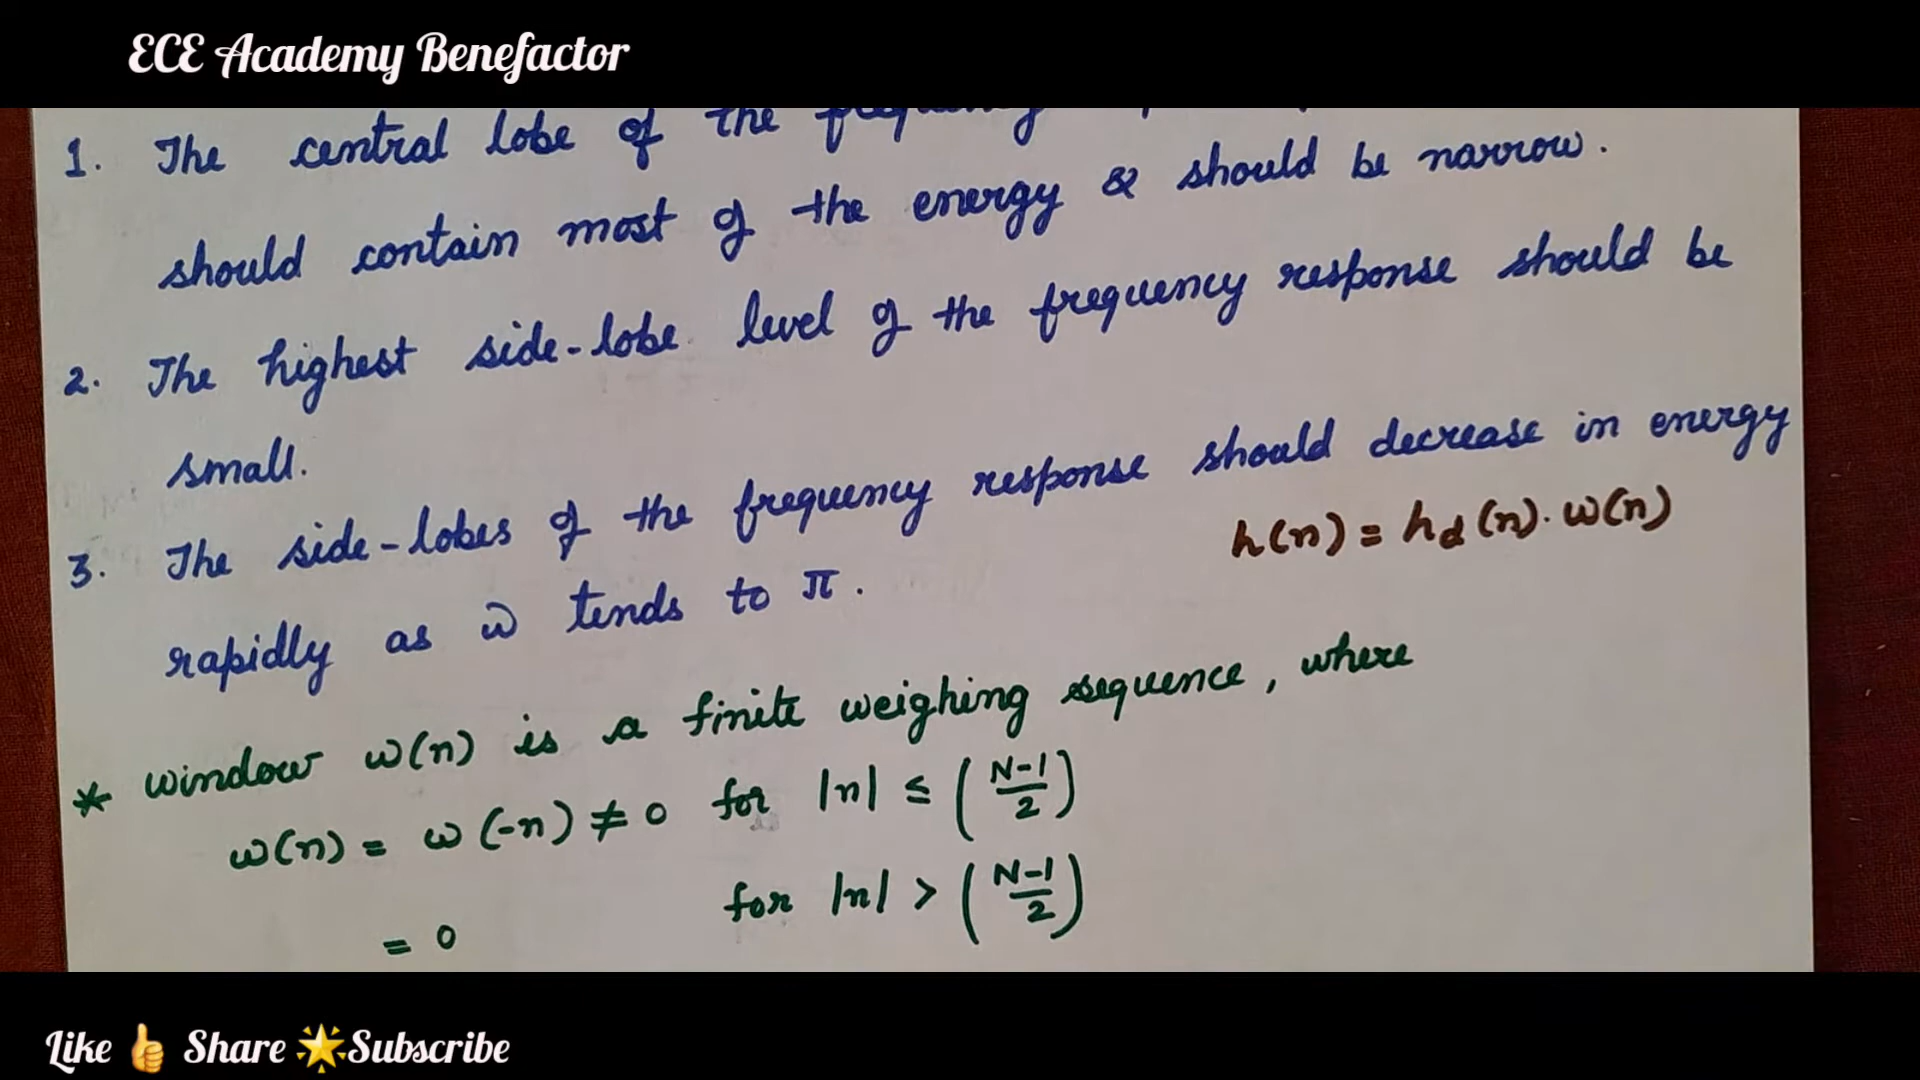 ECE Academy Benefactor
1. The central lobe of the frequency
should contain most of the energy & should be narrow.
2. The highest side-lobe level of the frequency response should be
small.
3. The side-lobes of the frequency response should decrease in energy
rapidly as ω tends to π.
h(n) = hd(n). ω(n)
* window ω(n) is a finite weighing sequence, where
ω(n) = ω(-n) ≠ 0 for |n| ≤ (N-1/2)
= 0 for |n| > (N-1/2)
Like 👍 Share 🌟Subscribe